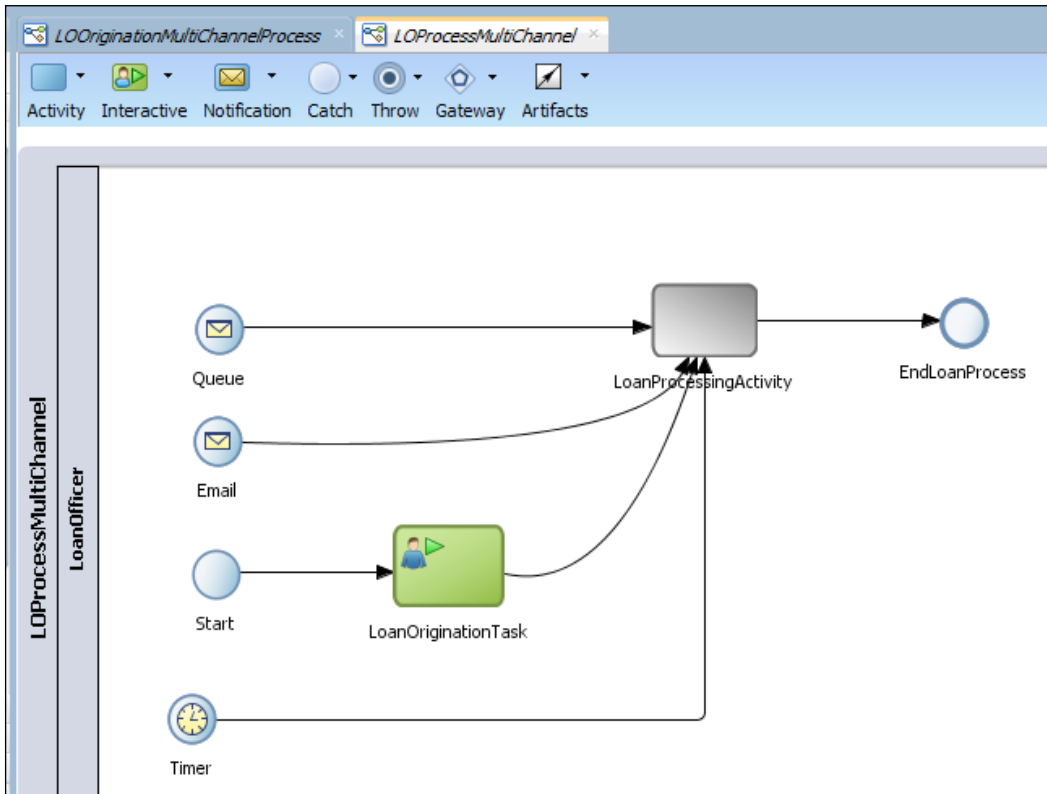 LOOriginationMultiChannelProcess
LOProcessMultiChannel
Activity Interactive Notification Catch Throw Gateway Artifacts
LOProcessMultiChannel
LoanOfficer
Queue
LoanProcessingActivity
EndLoanProcess
Email
Start
LoanOriginationTask
Timer